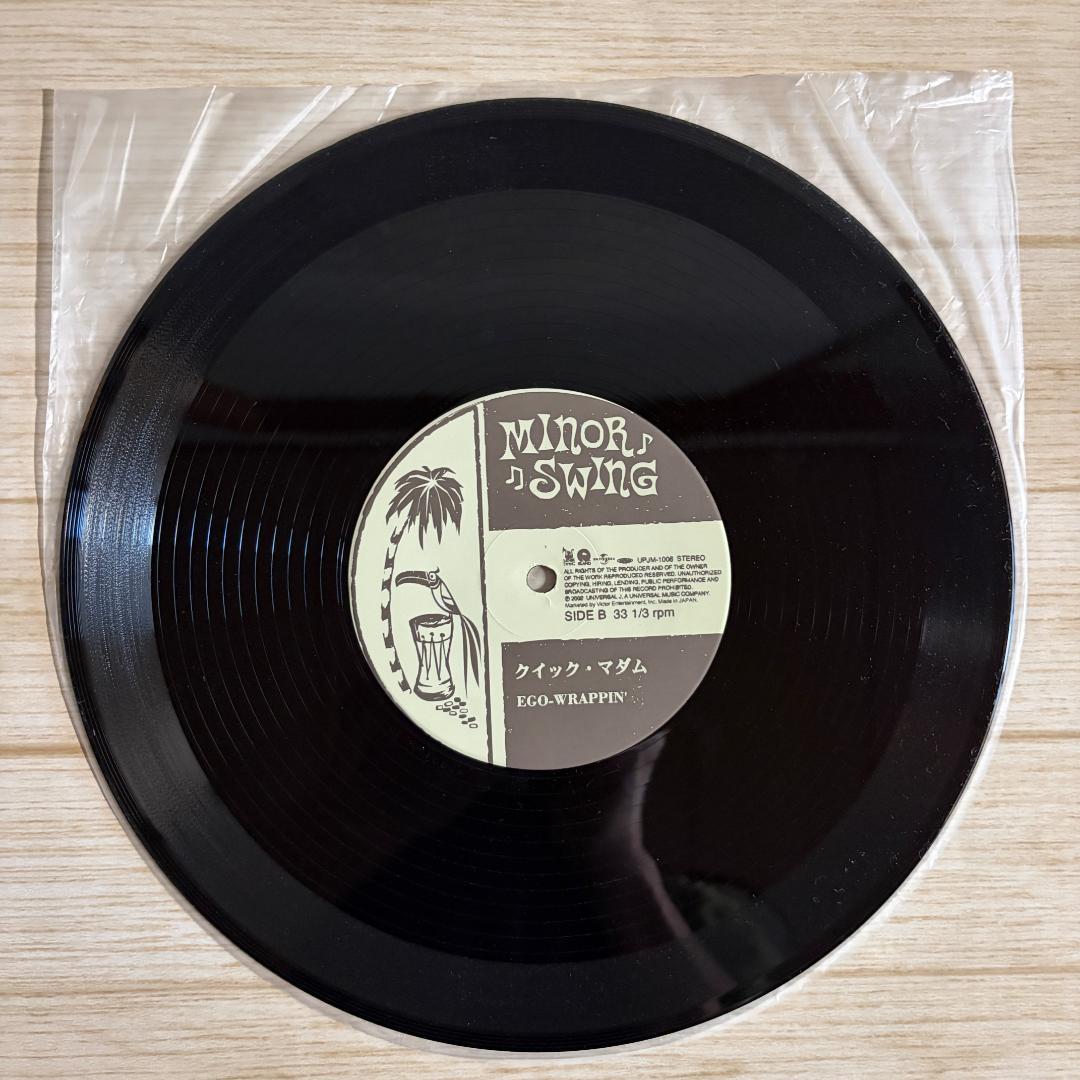 MINOR
SWING
ISLAND
UPJM-1006 STEREO
ALL RIGHTS OF THE PRODUCER AND OF THE OWNER
OF THE WORK REPRODUCED RESERVED. UNAUTHORIZED
COPYING, HIRING, LENDING, PUBLIC PERFORMANCE AND
BROADCASTING OF THIS RECORD PROHIBITED.
℗ 2002 UNIVERSAL J, A UNIVERSAL MUSIC COMPANY.
Marketed by Victor Entertainment, Inc. Made in JAPAN.
SIDE B 33 1/3 rpm
クイック・マダム
EGO-WRAPPIN'